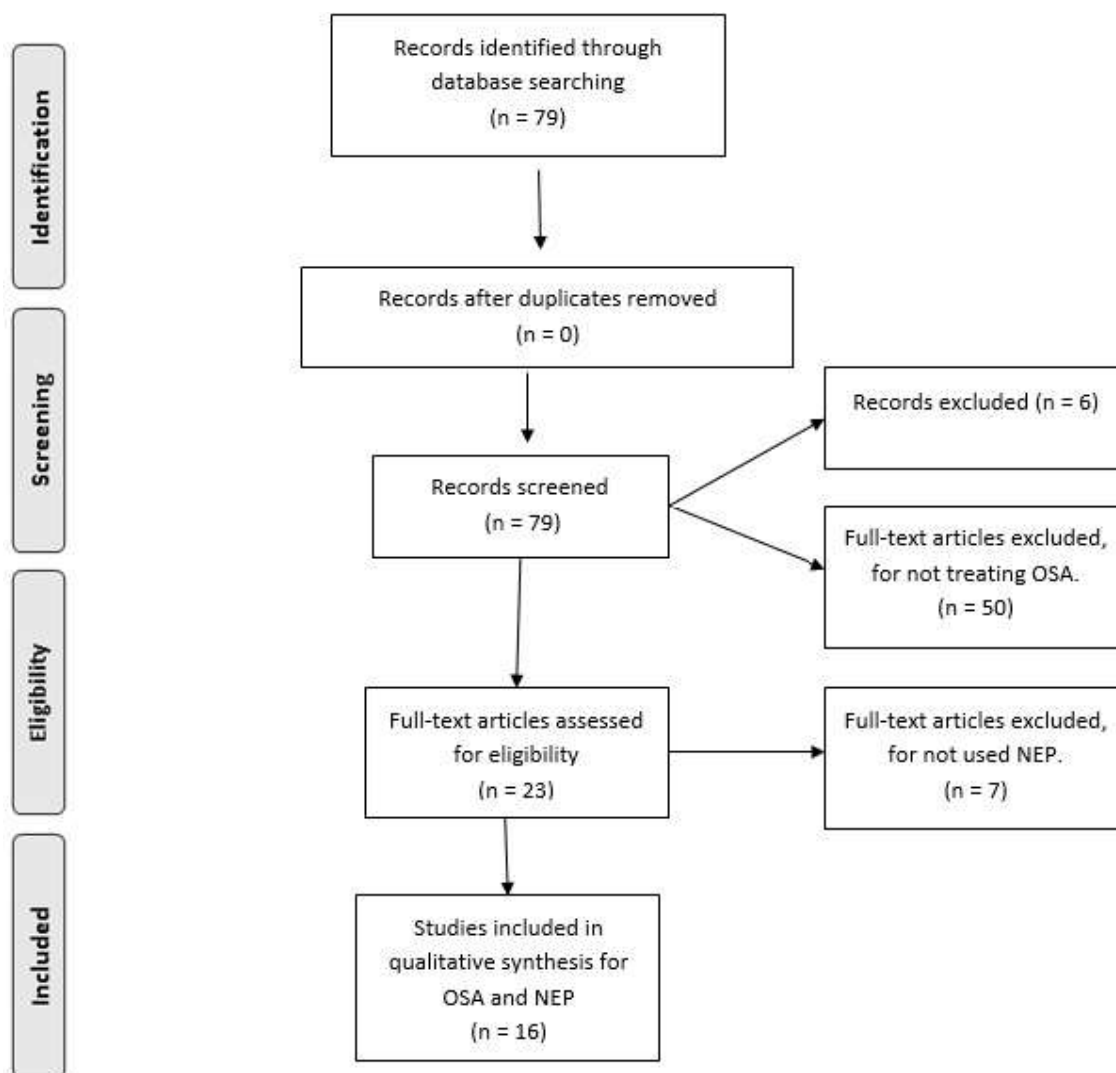 Identification
Records identified through
database searching
(n = 79)
Records after duplicates removed
(n = 0)
Screening
Records screened
(n = 79)
Records excluded (n = 6)
Full-text articles excluded,
for not treating OSA.
(n = 50)
Eligibility
Full-text articles assessed
for eligibility
(n = 23)
Full-text articles excluded,
for not used NEP.
(n = 7)
Included
Studies included in
qualitative synthesis for
OSA and NEP
(n = 16)